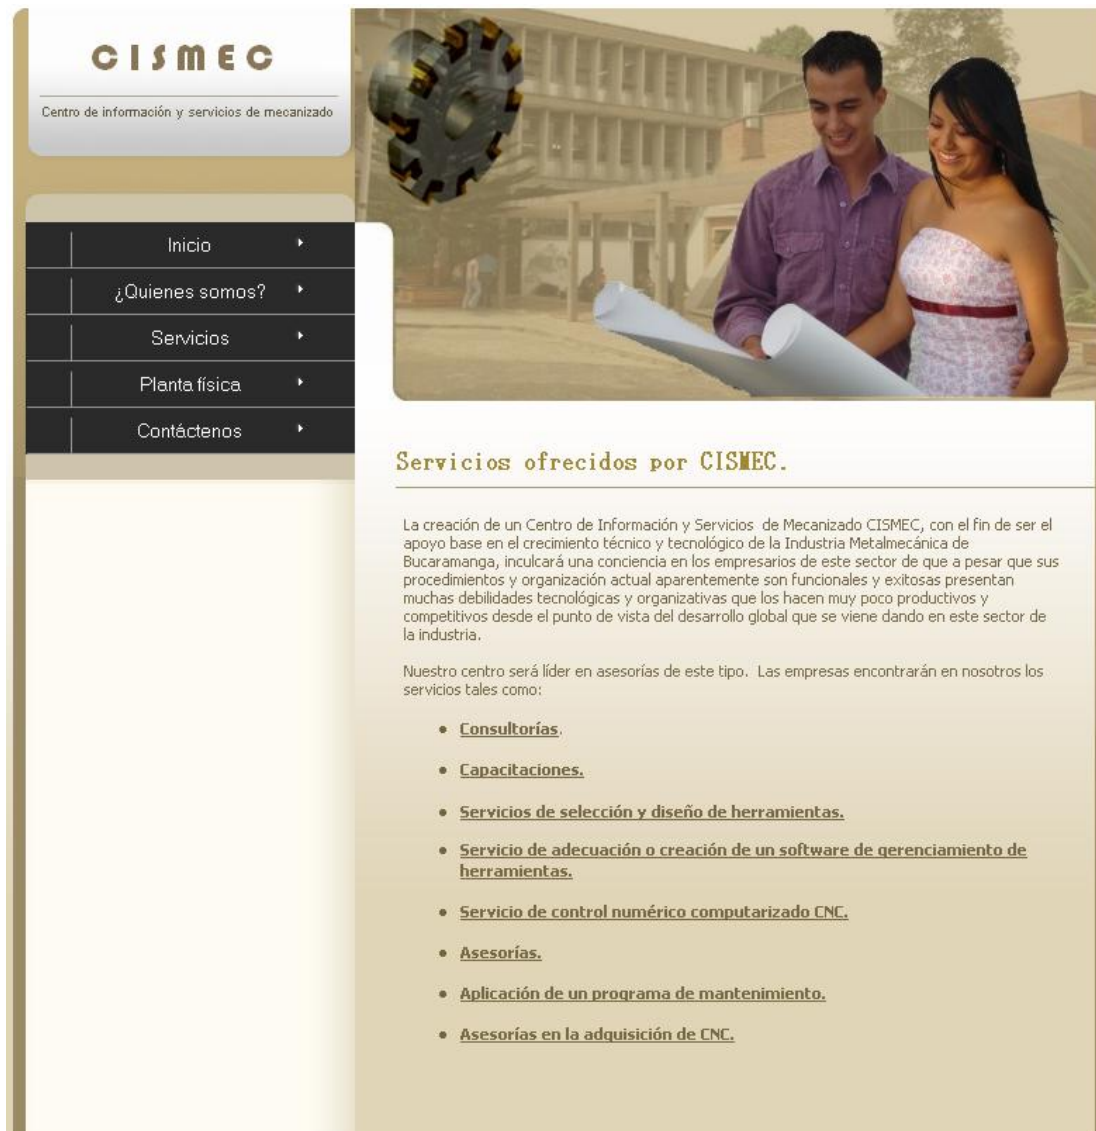 CISMEC
Centro de información y servicios de mecanizado
Inicio
¿Quienes somos?
Servicios
Planta física
Contáctenos
Servicios ofrecidos por CISMEC.
La creación de un Centro de Información y Servicios de Mecanizado CISMEC, con el fin de ser el
apoyo base en el crecimiento técnico y tecnológico de la Industria Metalmecánica de
Bucaramanga, inculcará una conciencia en los empresarios de este sector de que a pesar que sus
procedimientos y organización actual aparentemente son funcionales y exitosas presentan
muchas debilidades tecnológicas y organizativas que los hacen muy poco productivos y
competitivos desde el punto de vista del desarrollo global que se viene dando en este sector de
la industria.
Nuestro centro será líder en asesorías de este tipo. Las empresas encontrarán en nosotros los
servicios tales como:
• Consultorías.
• Capacitaciones.
• Servicios de selección y diseño de herramientas.
• Servicio de adecuación o creación de un software de gerenciamiento de
herramientas.
• Servicio de control numérico computarizado CNC.
• Asesorías.
• Aplicación de un programa de mantenimiento.
• Asesorías en la adquisición de CNC.